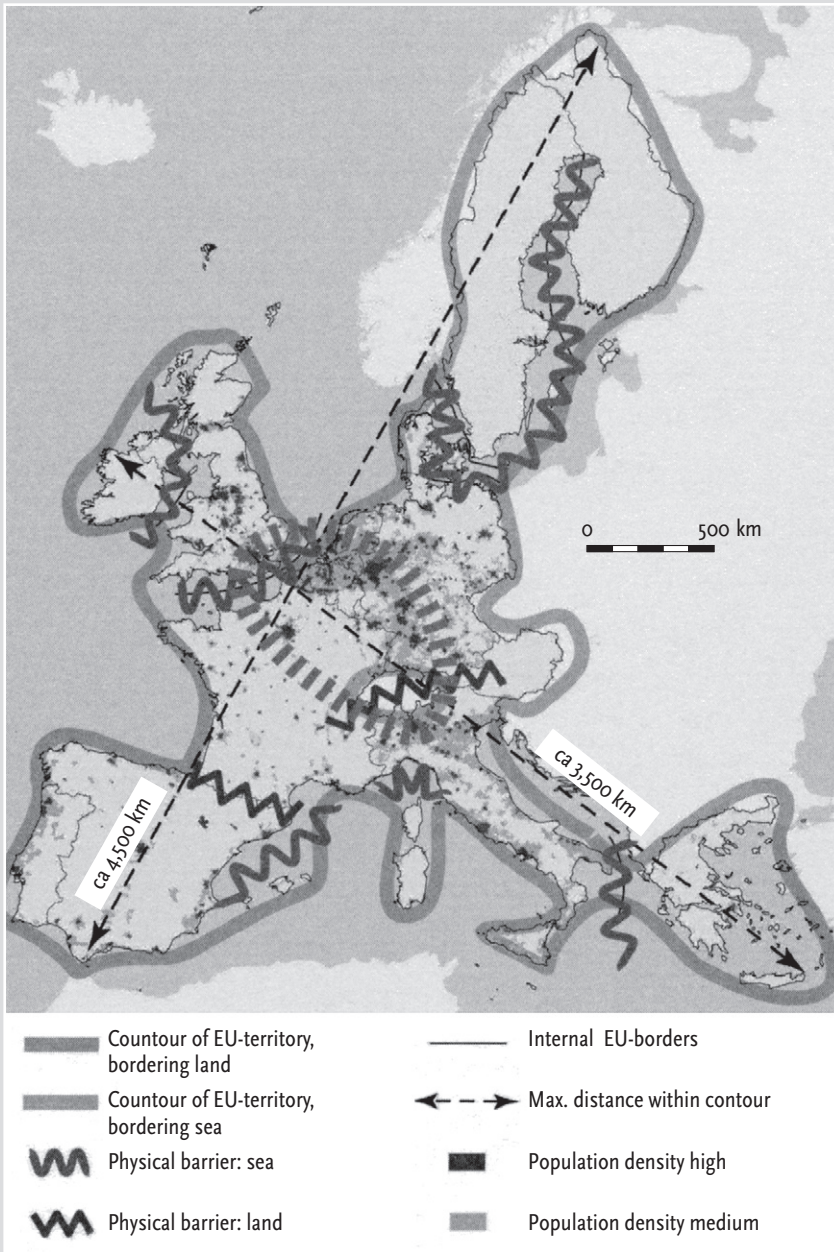 0 500 km
ca 3,500 km
ca 4,500 km
Countour of EU-territory,
bordering land
Countour of EU-territory,
bordering sea
Physical barrier: sea
Physical barrier: land
Internal EU-borders
Max. distance within contour
Population density high
Population density medium